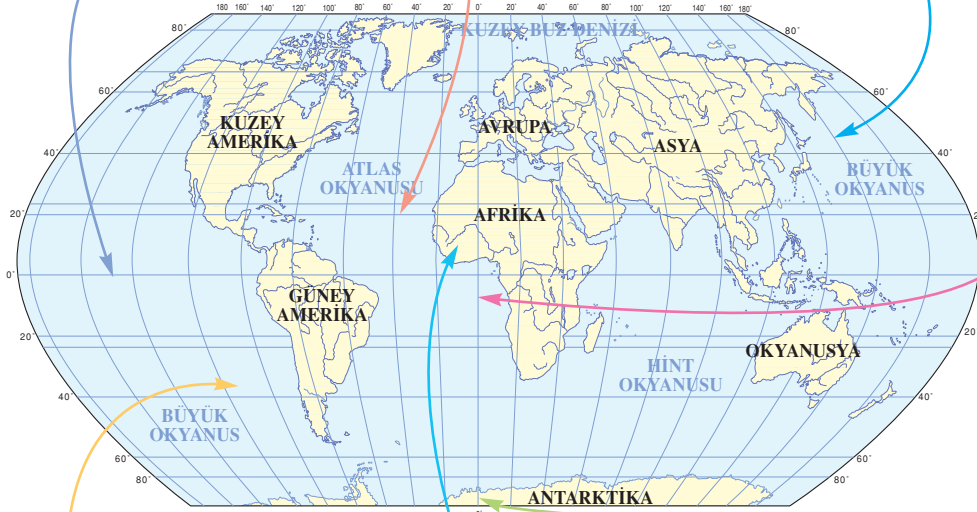 180˚ 160˚ 140˚ 120˚ 100˚ 80˚ 60˚ 40˚ 20˚ 0˚ 20˚ 40˚ 60˚ 80˚ 100˚ 120˚ 140˚ 160˚ 180˚
80˚ 80˚
KUZEY BUZ DENİZİ
60˚ 60˚
KUZEY
AMERİKA
AVRUPA
ASYA
40˚ 40˚
ATLAS
OKYANUSU
BÜYÜK
OKYANUS
20˚
AFRİKA
0˚
GÜNEY
AMERİKA
20˚ 20
OKYANUSYA
HİNT
OKYANUSU
40˚ 40˚
BÜYÜK
OKYANUS
60˚ 60˚
80˚ 80˚
ANTARKTİKA